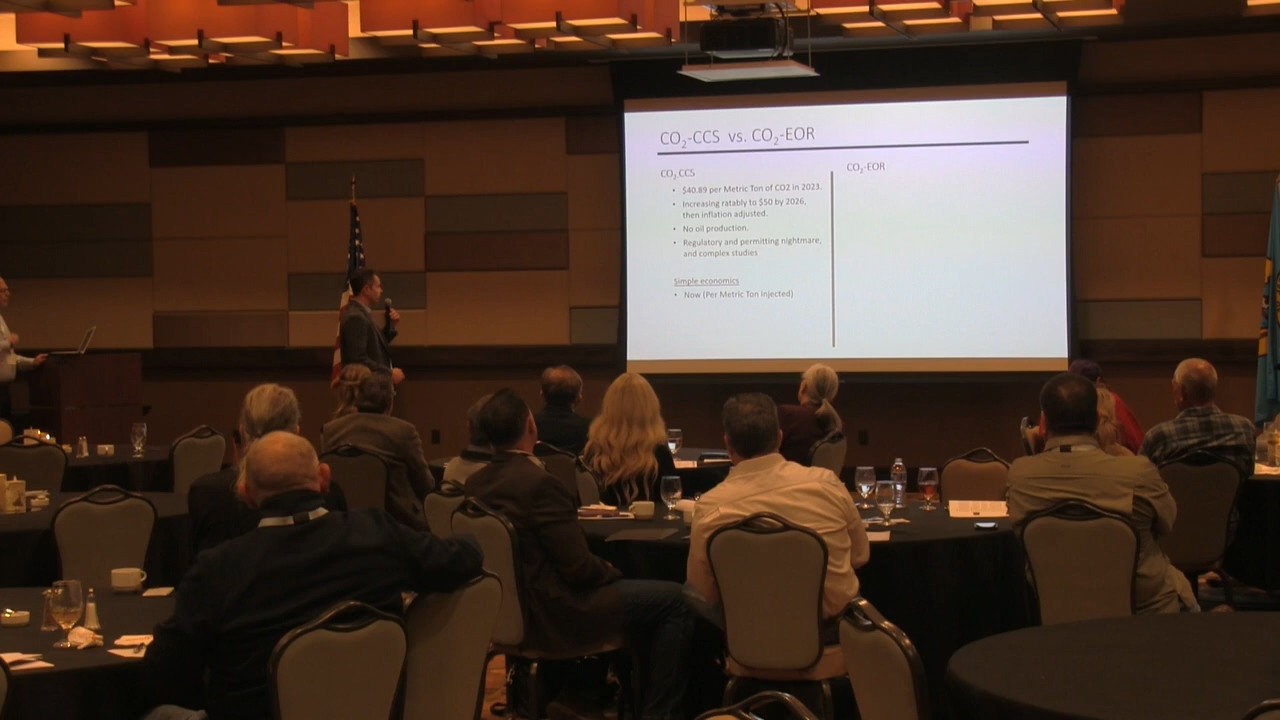 CO2-CCS vs. CO2-EOR
CO2 CCS
• $40.89 per Metric Ton of CO2 in 2023.
• Increasing ratably to $50 by 2026,
then inflation adjusted.
• No oil production.
• Regulatory and permitting nightmare,
and complex studies
Simple economics
• Now (Per Metric Ton Injected)
CO2-EOR